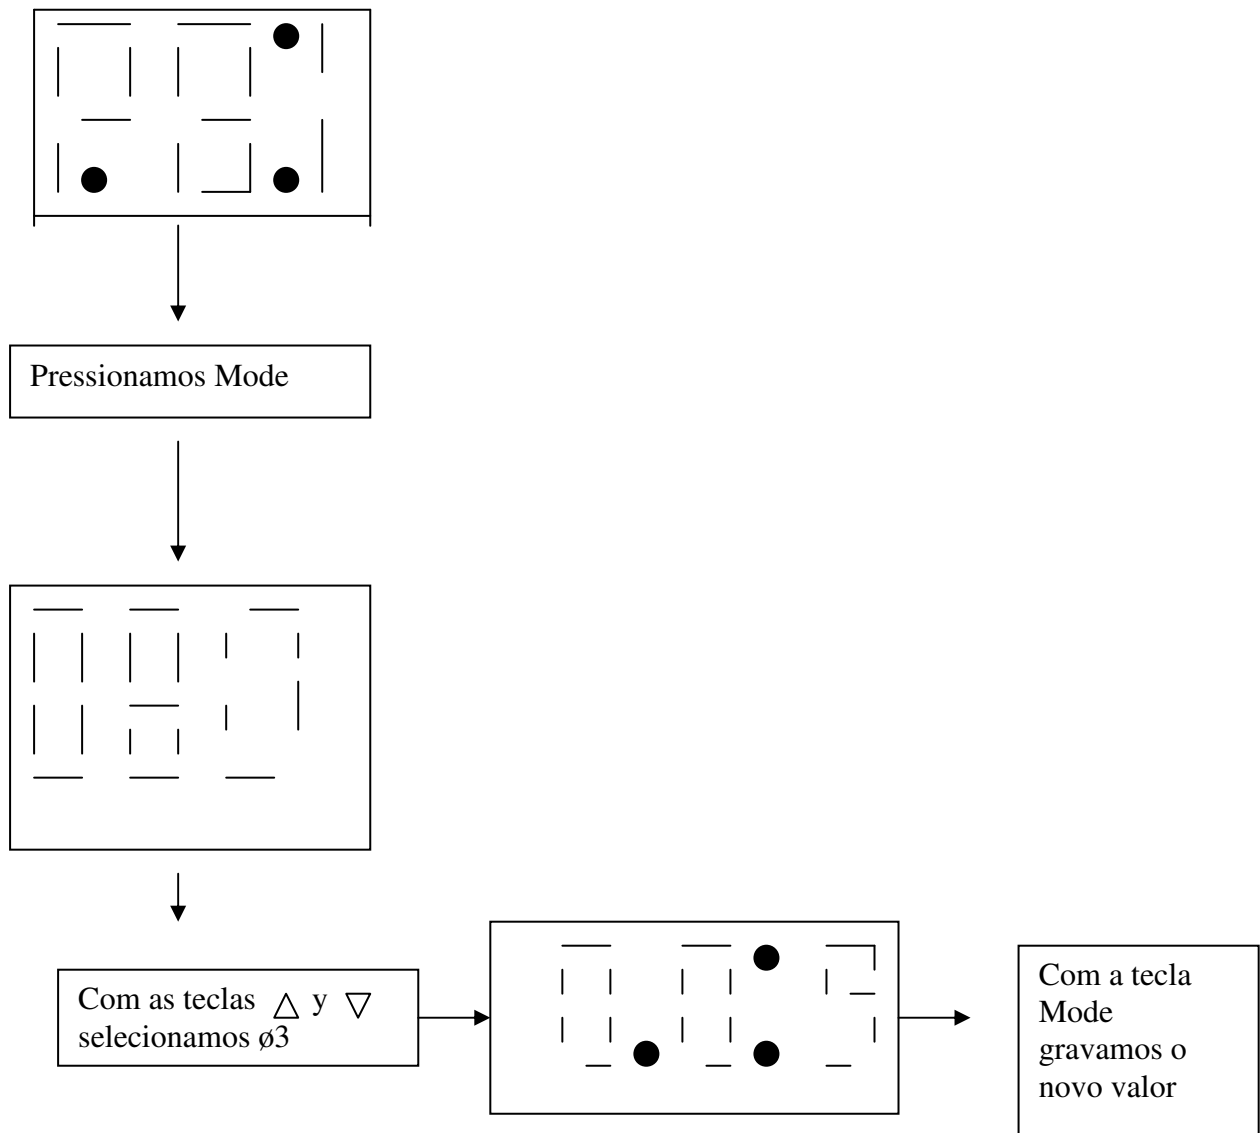 Pressionamos Mode
Com as teclas △ y ▽
selecionamos ø3
Com a tecla
Mode
gravamos o
novo valor